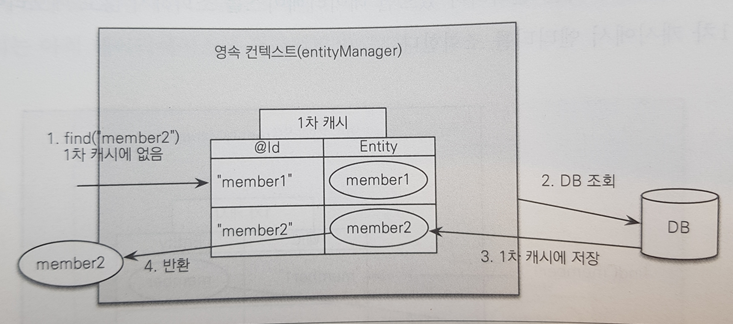 영속 컨텍스트(entityManager)
1차 캐시
1. find("member2")
1차 캐시에 없음
@Id
Entity
"member1"
member1
2. DB 조회
"member2"
member2
DB
3. 1차 캐시에 저장
member2
4. 반환